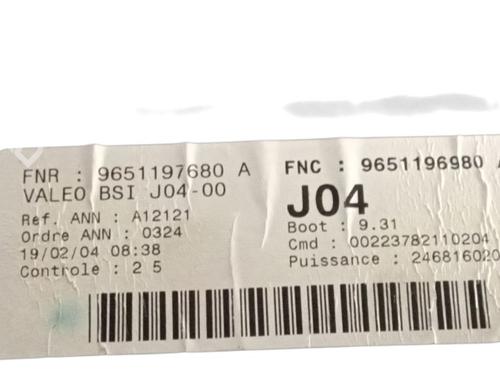 FNR : 9651197680 A
VALEO BSI J04-00
Ref. ANN : A12121
Ordre ANN : 0324
19/02/04 08:38
Controle : 2 5
FNC : 9651196980 A
J04
Boot : 9.31
Cmd : 00223782110204
Puissance : 246816020